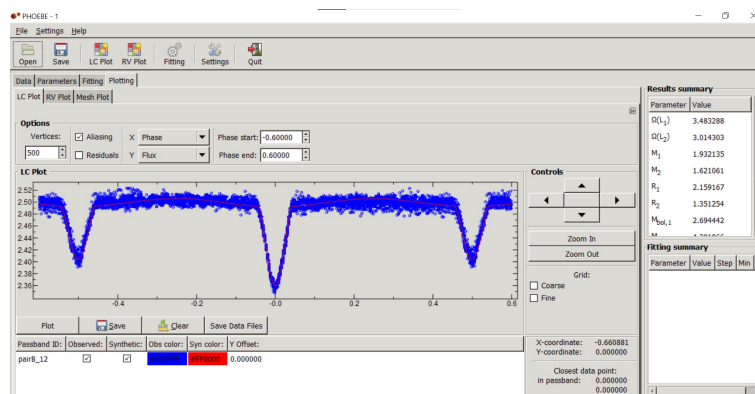 PHOEBE - 1
File Settings Help
Open Save LC Plot RV Plot Fitting Settings Quit
Data Parameters Fitting Plotting
LC Plot RV Plot Mesh Plot
Options
Vertices: Aliasing X Phase Phase start: -0.60000
500 Residuals Y Flux Phase end: 0.60000
LC Plot
2.52
2.50
2.48
2.46
2.44
2.42
2.40
2.38
2.36
-0.4 -0.2 -0.0 0.2 0.4 0.6
Plot Save Clear Save Data Files
Passband ID: Observed: Synthetic: Obs color: Syn color: Y Offset:
pairB_12 #FF0000 0.000000
Controls
Zoom In
Zoom Out
Grid:
Coarse
Fine
X-coordinate: -0.660881
Y-coordinate: 0.000000
Closest data point:
in passband: 0.000000
0.000000
Results summary
Parameter Value
Ω(L₁) 3.483288
Ω(L₂) 3.014303
M₁ 1.932135
M₂ 1.621061
R₁ 2.159167
R₂ 1.351254
Mbol,1 2.694442
Fitting summary
Parameter Value Step Min